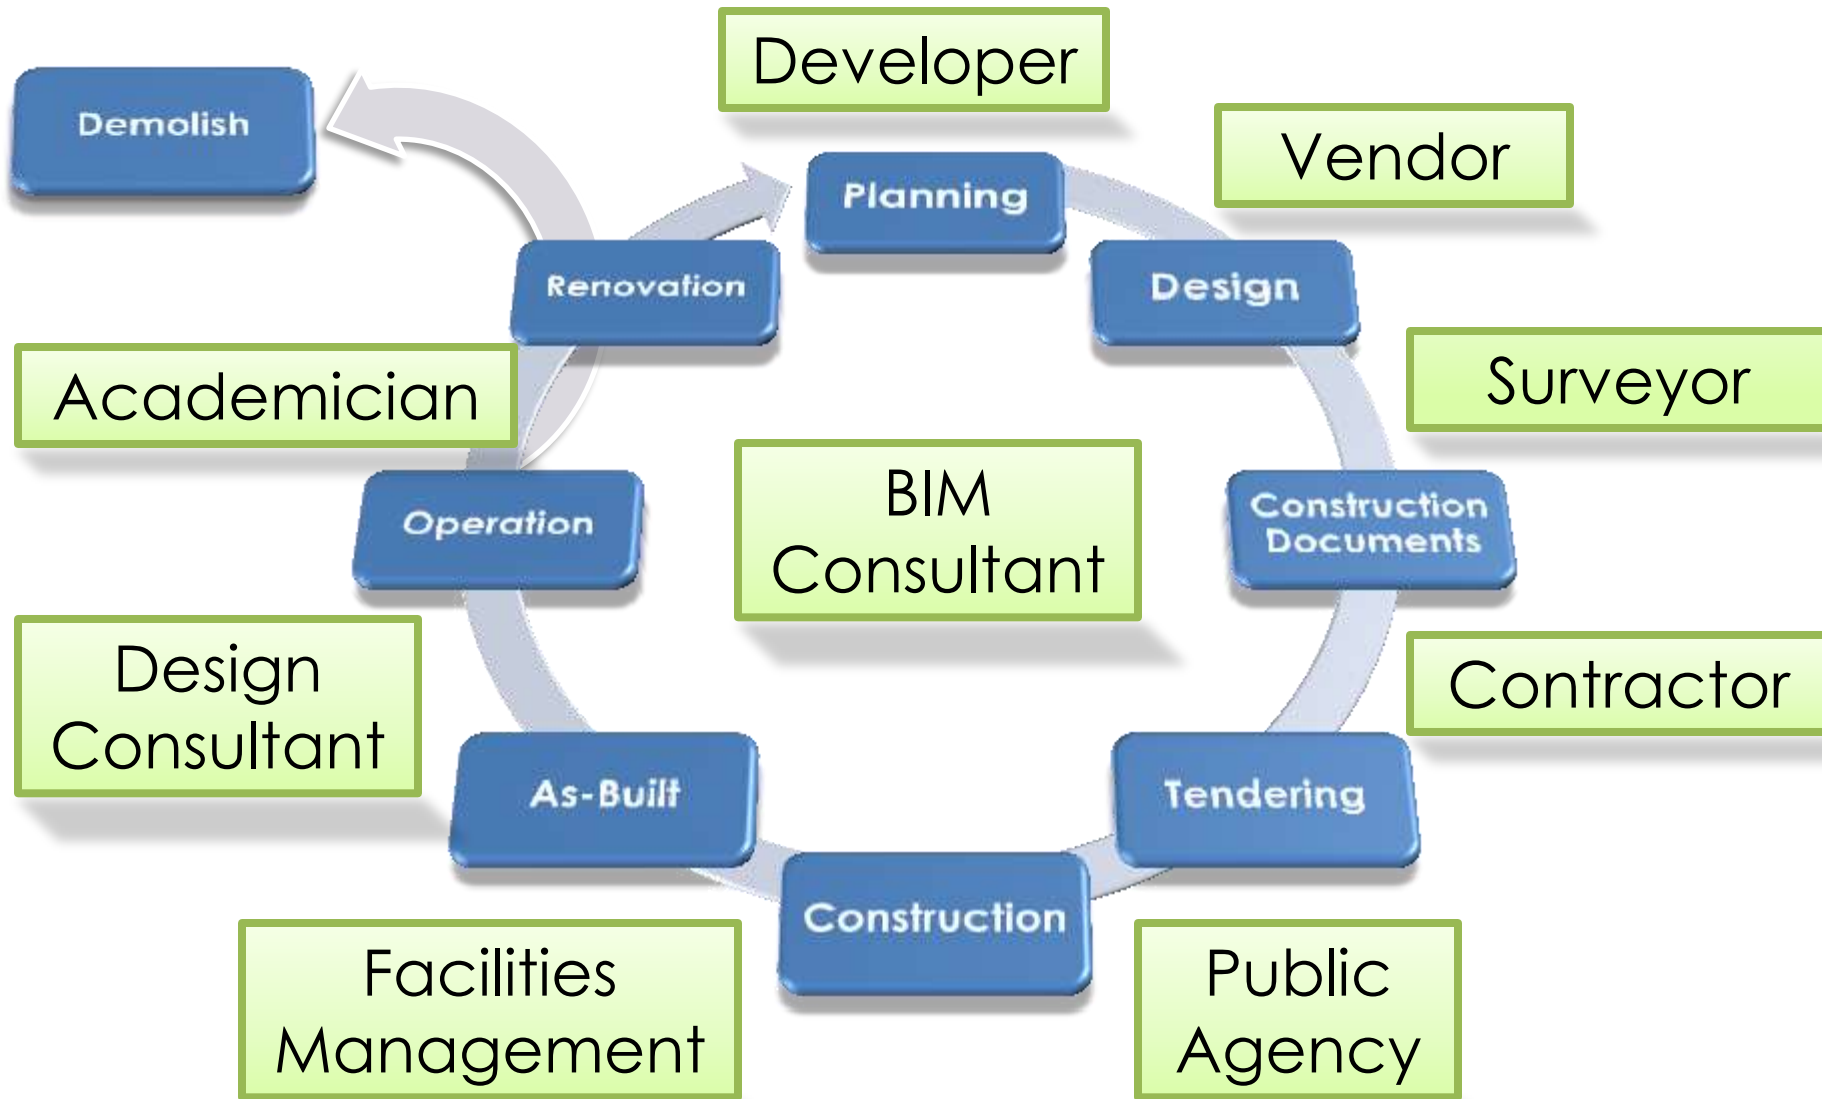 Developer
Demolish
Vendor
Planning
Renovation
Design
Academician
Surveyor
BIM
Consultant
Operation
Construction
Documents
Design
Consultant
Contractor
As-Built
Tendering
Construction
Facilities
Management
Public
Agency